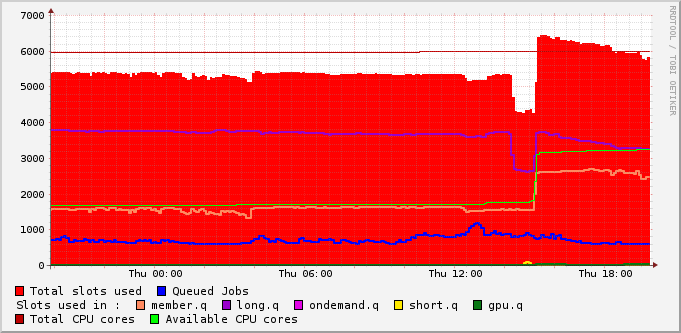 7000
6000
5000
4000
3000
2000
1000
0
Thu 00:00 Thu 06:00 Thu 12:00 Thu 18:00
Total slots used Queued Jobs
Slots used in : member.q long.q ondemand.q short.q gpu.q
Total CPU cores Available CPU cores
RRDTOOL / TOBI OETIKER